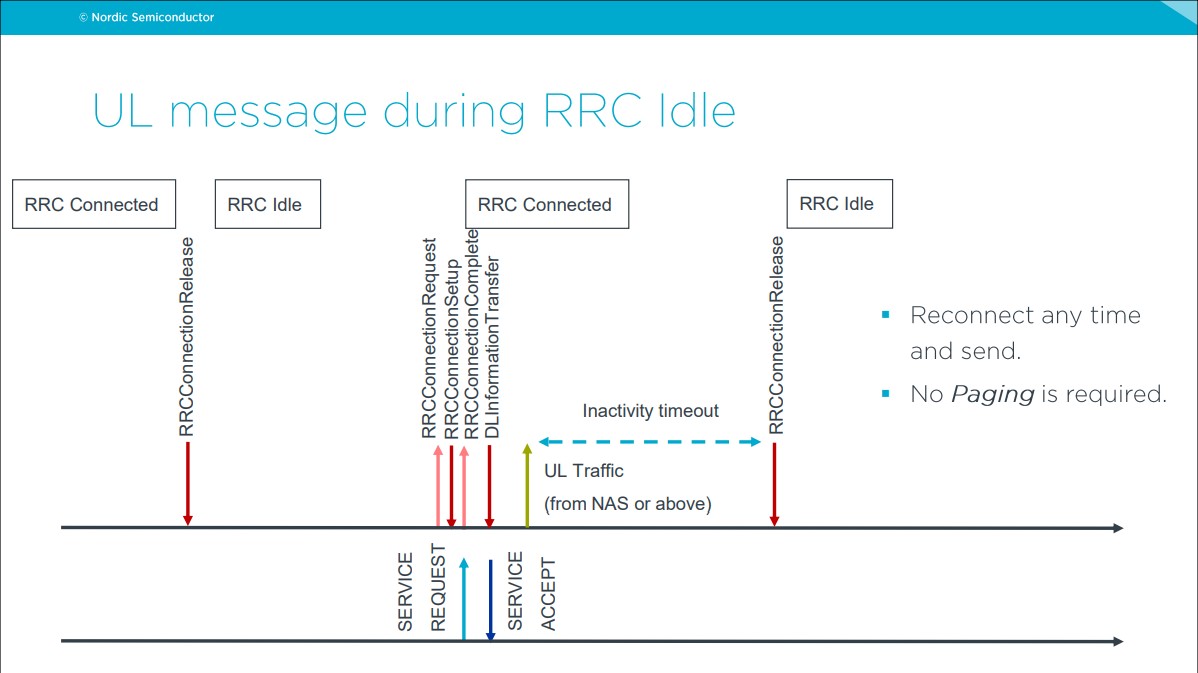 © Nordic Semiconductor
UL message during RRC Idle
RRC Connected
RRC Idle
RRC Connected
RRC Idle
RRCConnectionRelease
RRCConnectionRequest
RRCConnectionSetup
RRCConnectionComplete
DLInformationTransfer
RRCConnectionRelease
Inactivity timeout
UL Traffic
(from NAS or above)
Reconnect any time
and send.
No Paging is required.
SERVICE
REQUEST
SERVICE
ACCEPT